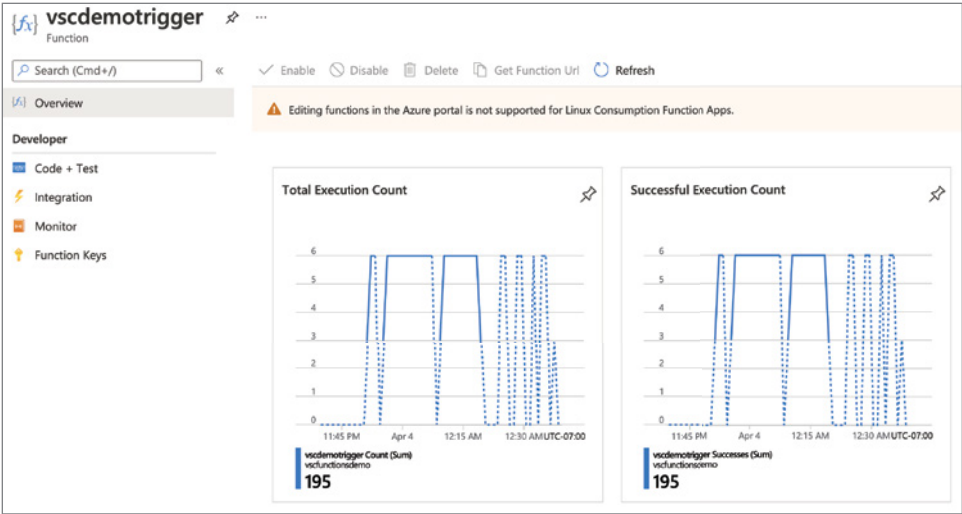 vscdemotrigger
Function
Search (Cmd+/)
«
Enable Disable Delete Get Function Url Refresh
Overview
Editing functions in the Azure portal is not supported for Linux Consumption Function Apps.
Developer
Code + Test
Integration
Monitor
Function Keys
Total Execution Count
6
5
4
3
2
1
0
11:45 PM Apr 4 12:15 AM 12:30 AM UTC-07:00
vscdemotrigger Count (Sum)
vscfunctionsdemo
195
Successful Execution Count
6
5
4
3
2
1
0
11:45 PM Apr 4 12:15 AM 12:30 AM UTC-07:00
vscdemotrigger Successes (Sum)
195